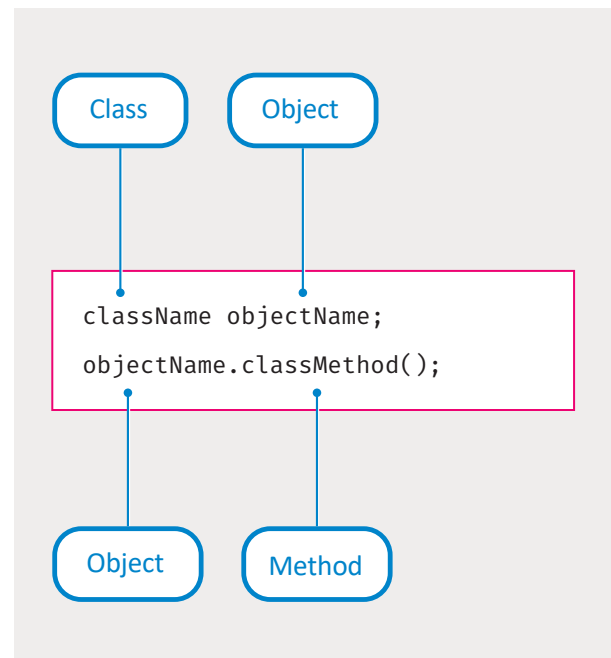 Class Object
className objectName;
objectName.classMethod();
Object Method